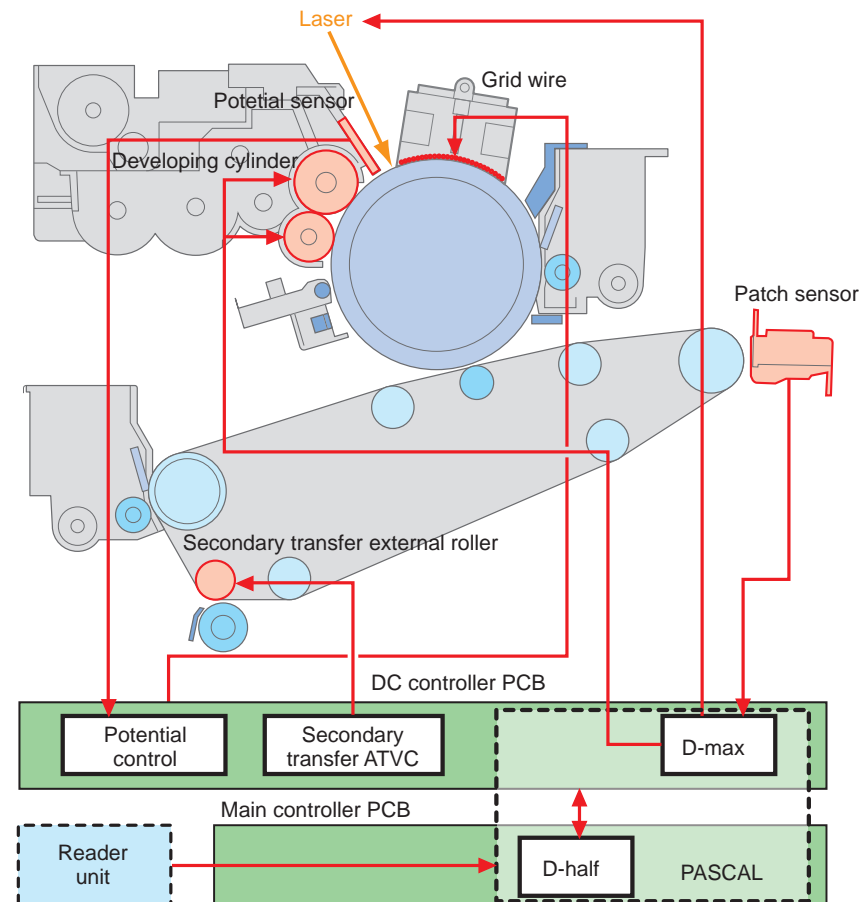 Laser
Grid wire
Potetial sensor
Developing cylinder
Patch sensor
Secondary transfer external roller
DC controller PCB
Potential
control
Secondary
transfer ATVC
D-max
Main controller PCB
Reader
unit
D-half
PASCAL